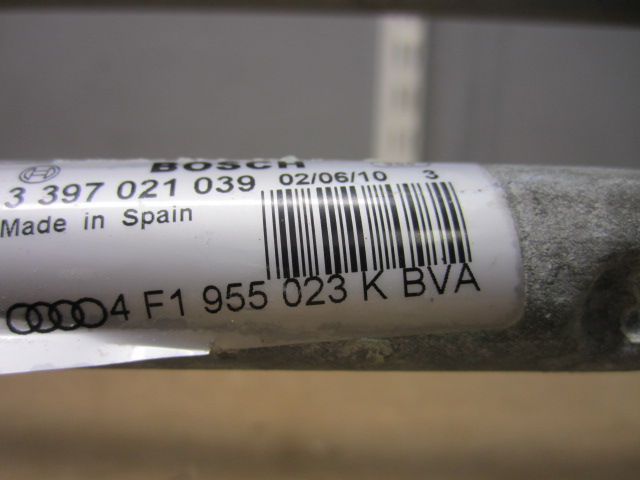 BOSCH
3 397 021 039 02/06/10 3
Made in Spain
4 F1 955 023 K BVA